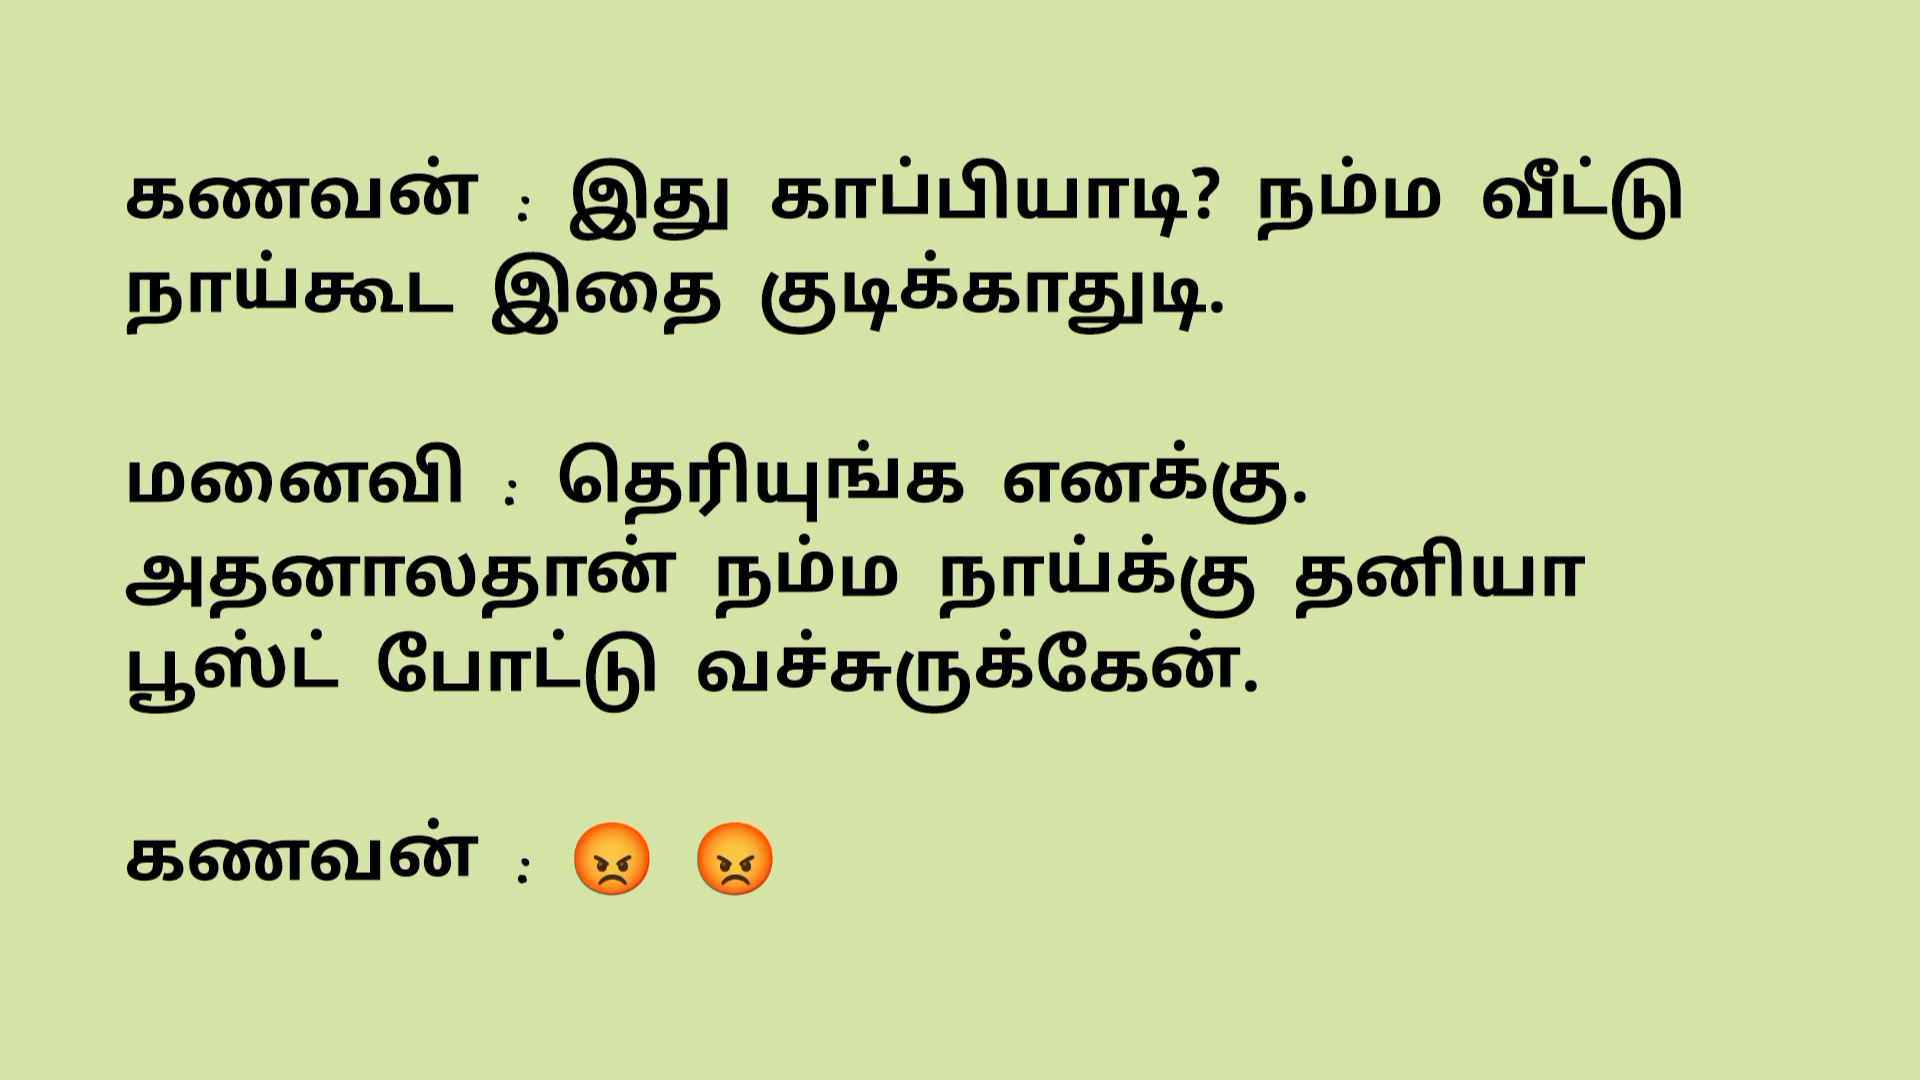 கணவன் : இது காப்பியாடி? நம்ம வீட்டு
நாய்கூட இதை குடிக்காதுடி.
மனைவி : தெரியுங்க எனக்கு.
அதனாலதான் நம்ம நாய்க்கு தனியா
பூஸ்ட் போட்டு வச்சுருக்கேன்.
கணவன் : 😡 😡